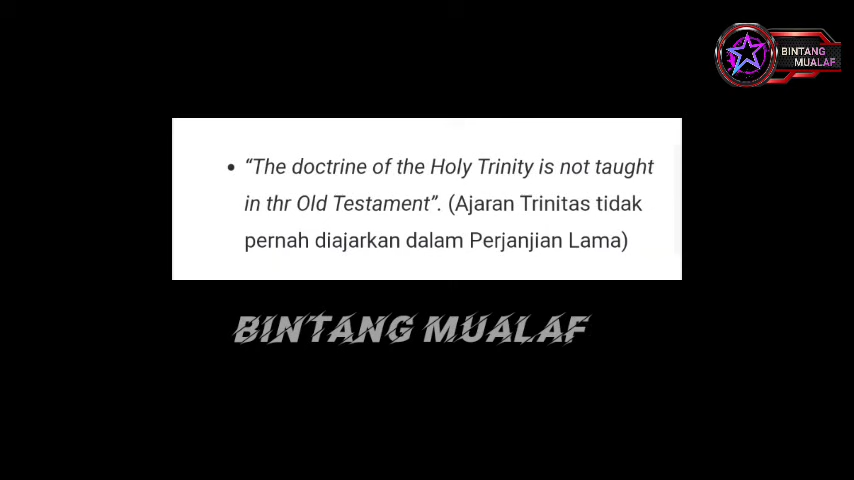 BINTANG
MUALAF
• “The doctrine of the Holy Trinity is not taught
in thr Old Testament”. (Ajaran Trinitas tidak
pernah diajarkan dalam Perjanjian Lama)
BINTANG MUALAF